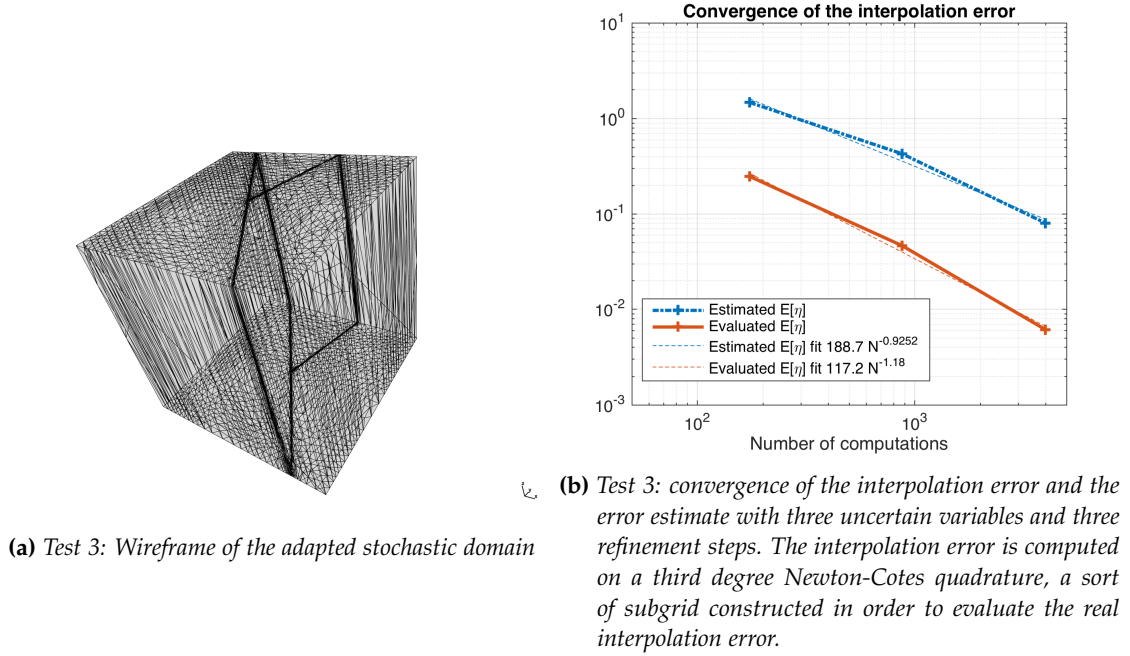 Convergence of the interpolation error
10^1
10^0
10^-1
10^-2
10^-3
10^2
10^3
Number of computations
Estimated E[η]
Evaluated E[η]
Estimated E[η] fit 188.7 N^-0.9252
Evaluated E[η] fit 117.2 N^-1.18
(a) Test 3: Wireframe of the adapted stochastic domain
(b) Test 3: convergence of the interpolation error and the
error estimate with three uncertain variables and three
refinement steps. The interpolation error is computed
on a third degree Newton-Cotes quadrature, a sort
of subgrid constructed in order to evaluate the real
interpolation error.